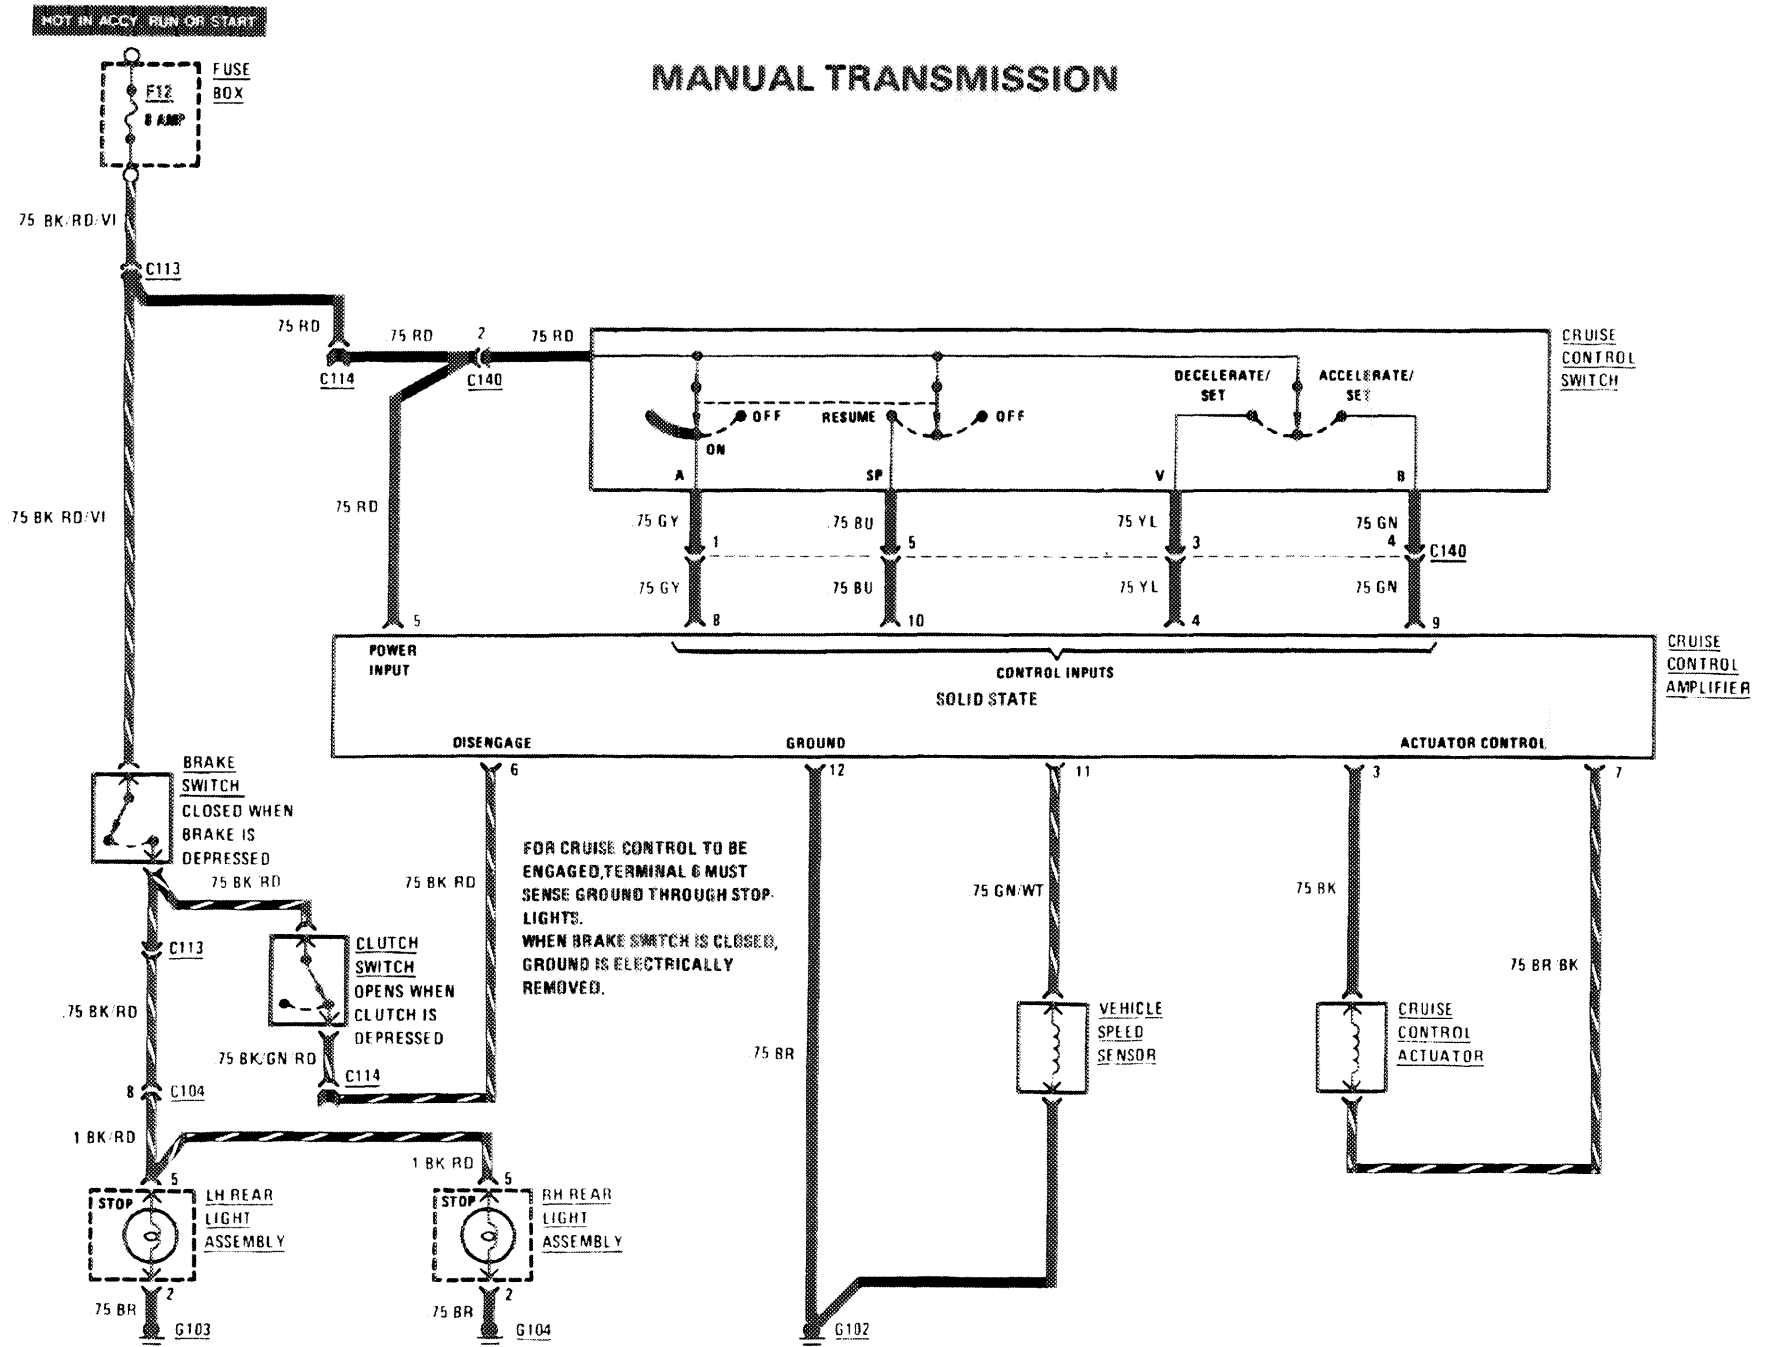 HOT IN ACCY RUN OR START
MANUAL TRANSMISSION
FUSE
BOX
F12
8 AMP
75 BK/RD/VI
C113
75 RD
.75 RD
2
75 RD
C114
C140
CRUISE
CONTROL
SWITCH
DECELERATE/
SET
ACCELERATE/
SET
OFF
RESUME
OFF
ON
A
SP
V
B
75 RD
75 BK RD/VI
.75 GY
.75 BU
75 YL
75 GN
1
5
3
4
C140
75 GY
75 BU
75 YL
75 GN
5
8
10
4
9
POWER
INPUT
CONTROL INPUTS
SOLID STATE
CRUISE
CONTROL
AMPLIFIER
DISENGAGE
GROUND
ACTUATOR CONTROL
6
12
11
3
7
BRAKE
SWITCH
CLOSED WHEN
BRAKE IS
DEPRESSED
75 BK RD
75 BK RD
FOR CRUISE CONTROL TO BE
ENGAGED, TERMINAL 6 MUST
SENSE GROUND THROUGH STOP-
LIGHTS.
WHEN BRAKE SWITCH IS CLOSED,
GROUND IS ELECTRICALLY
REMOVED.
75 GN/WT
75 BK
75 BR BK
C113
CLUTCH
SWITCH
OPENS WHEN
CLUTCH IS
DEPRESSED
.75 BK/RD
75 BK/GN/RD
C114
.75 BR
VEHICLE
SPEED
SENSOR
CRUISE
CONTROL
ACTUATOR
8
C104
1 BK/RD
1 BK RD
5
5
STOP
LH REAR
LIGHT
ASSEMBLY
STOP
RH REAR
LIGHT
ASSEMBLY
2
2
.75 BR
.75 BR
G103
G104
G102